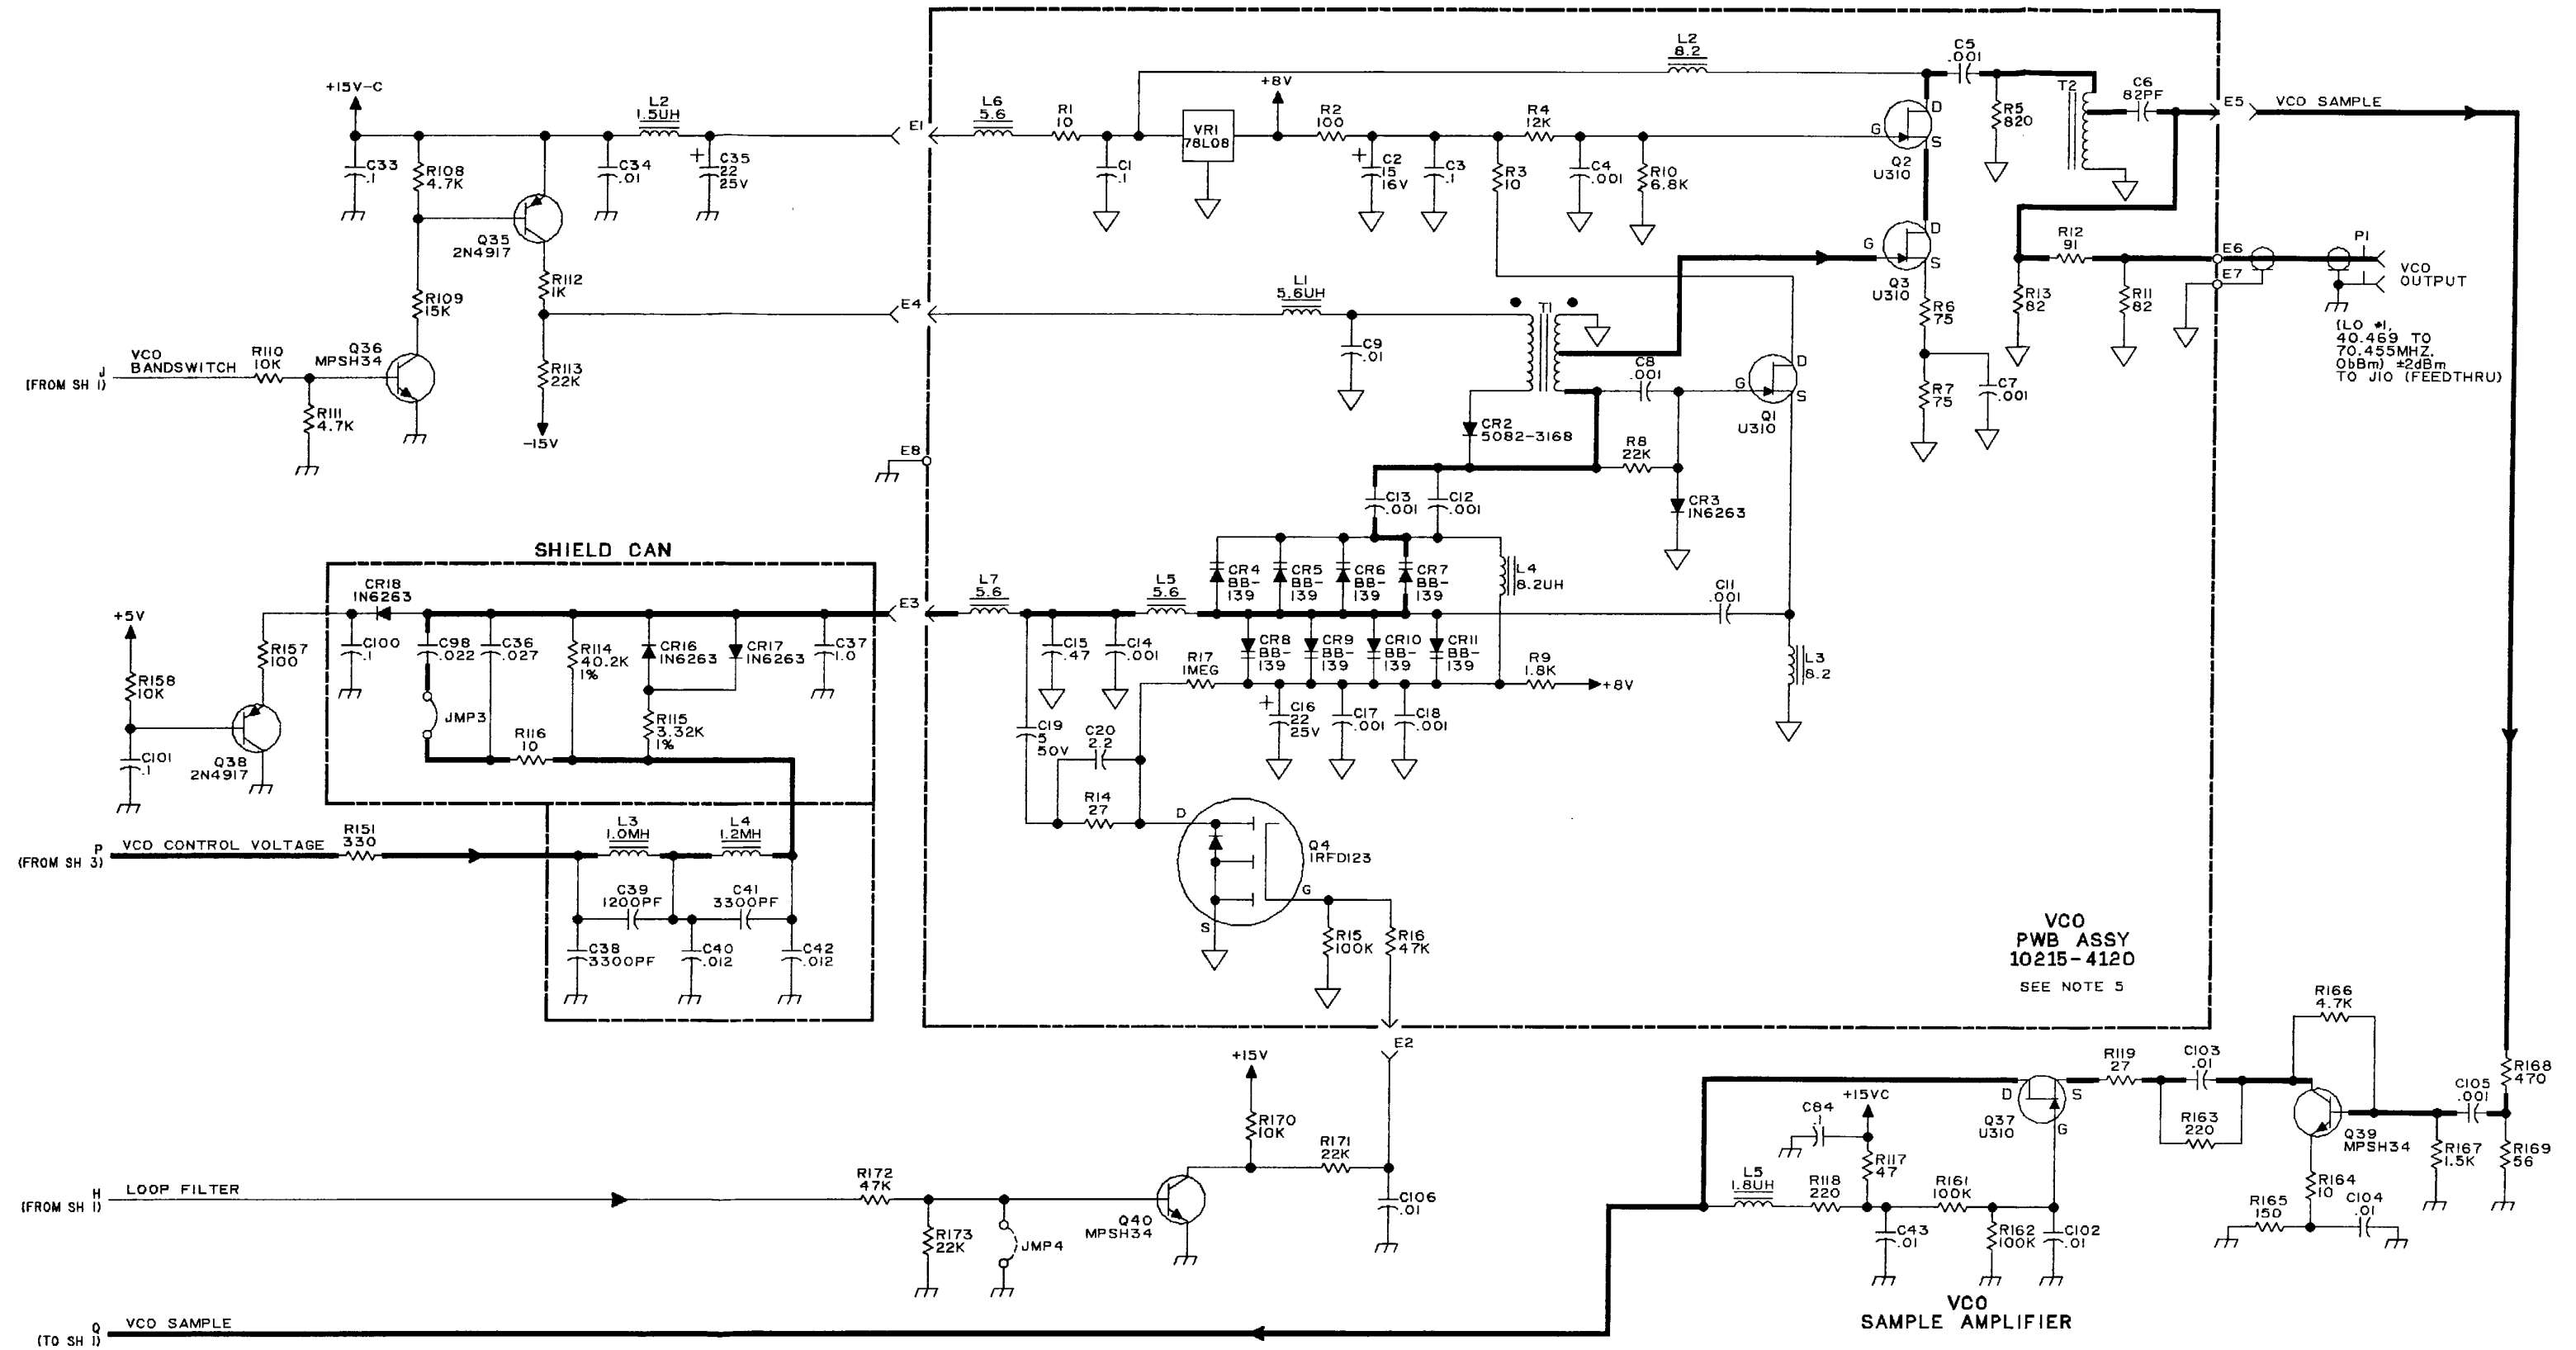 +15V-C
C33
.1
R108
4.7K
Q35
2N4917
C34
.01
L2
1.5UH
+
C35
22
25V
E1
L6
5.6
R1
10
C1
.1
VR1
78L08
+8V
R2
100
+
C2
15
16V
C3
.1
R4
12K
R3
10
C4
.001
R10
6.8K
L2
8.2
G
D
S
Q2
U310
C5
.001
R5
820
T2
C6
82PF
E5
VCO SAMPLE
R109
15K
R112
1K
E4
L1
5.6UH
C9
.01
T1
G
D
S
Q3
U310
R6
75
R7
75
C7
.001
R12
91
R13
82
R11
82
E6
E7
P1
VCO
OUTPUT
(LO #1,
40.469 TO
70.455MHZ,
0bBm) ±2dBm
TO J10 (FEEDTHRU)
J
(FROM SH 1)
VCO
BANDSWITCH
R110
10K
Q36
MPSH34
R111
4.7K
R113
22K
-15V
E8
C8
.001
G
D
S
Q1
U310
CR2
5082-3168
R8
22K
CR3
1N6263
C13
.001
C12
.001
SHIELD CAN
+5V
R158
10K
C101
.1
R157
100
Q38
2N4917
CR18
1N6263
C100
.1
C98
.022
C36
.027
R114
40.2K
1%
CR16
1N6263
CR17
1N6263
C37
1.0
JMP3
R116
10
R115
3.32K
1%
E3
L7
5.6
C15
.47
C14
.001
L5
5.6
CR4
BB-
139
CR5
BB-
139
CR6
BB-
139
CR7
BB-
139
L4
8.2UH
C11
.001
CR8
BB-
139
CR9
BB-
139
CR10
BB-
139
CR11
BB-
139
R17
1MEG
R9
1.8K
+8V
L3
8.2
C19
5
50V
C20
2.2
R14
27
+
C16
22
25V
C17
.001
C18
.001
D
G
S
Q4
IRFD123
R15
100K
R16
47K
P
(FROM SH 3)
VCO CONTROL VOLTAGE
R151
330
L3
1.0MH
L4
1.2MH
C39
1200PF
C41
3300PF
C38
3300PF
C40
.012
C42
.012
VCO
PWB ASSY
10215-4120
SEE NOTE 5
E2
+15V
R170
10K
R171
22K
C106
.01
H
(FROM SH 1)
LOOP FILTER
R172
47K
R173
22K
JMP4
Q40
MPSH34
+15VC
C84
.1
R117
47
L5
1.8UH
R118
220
C43
.01
R161
100K
R162
100K
C102
.01
D
S
G
Q37
U310
R119
27
C103
.01
R163
220
R166
4.7K
Q39
MPSH34
R164
10
R165
150
C104
.01
C105
.001
R167
1.5K
R168
470
R169
56
VCO
SAMPLE AMPLIFIER
Q
(TO SH 1)
VCO SAMPLE